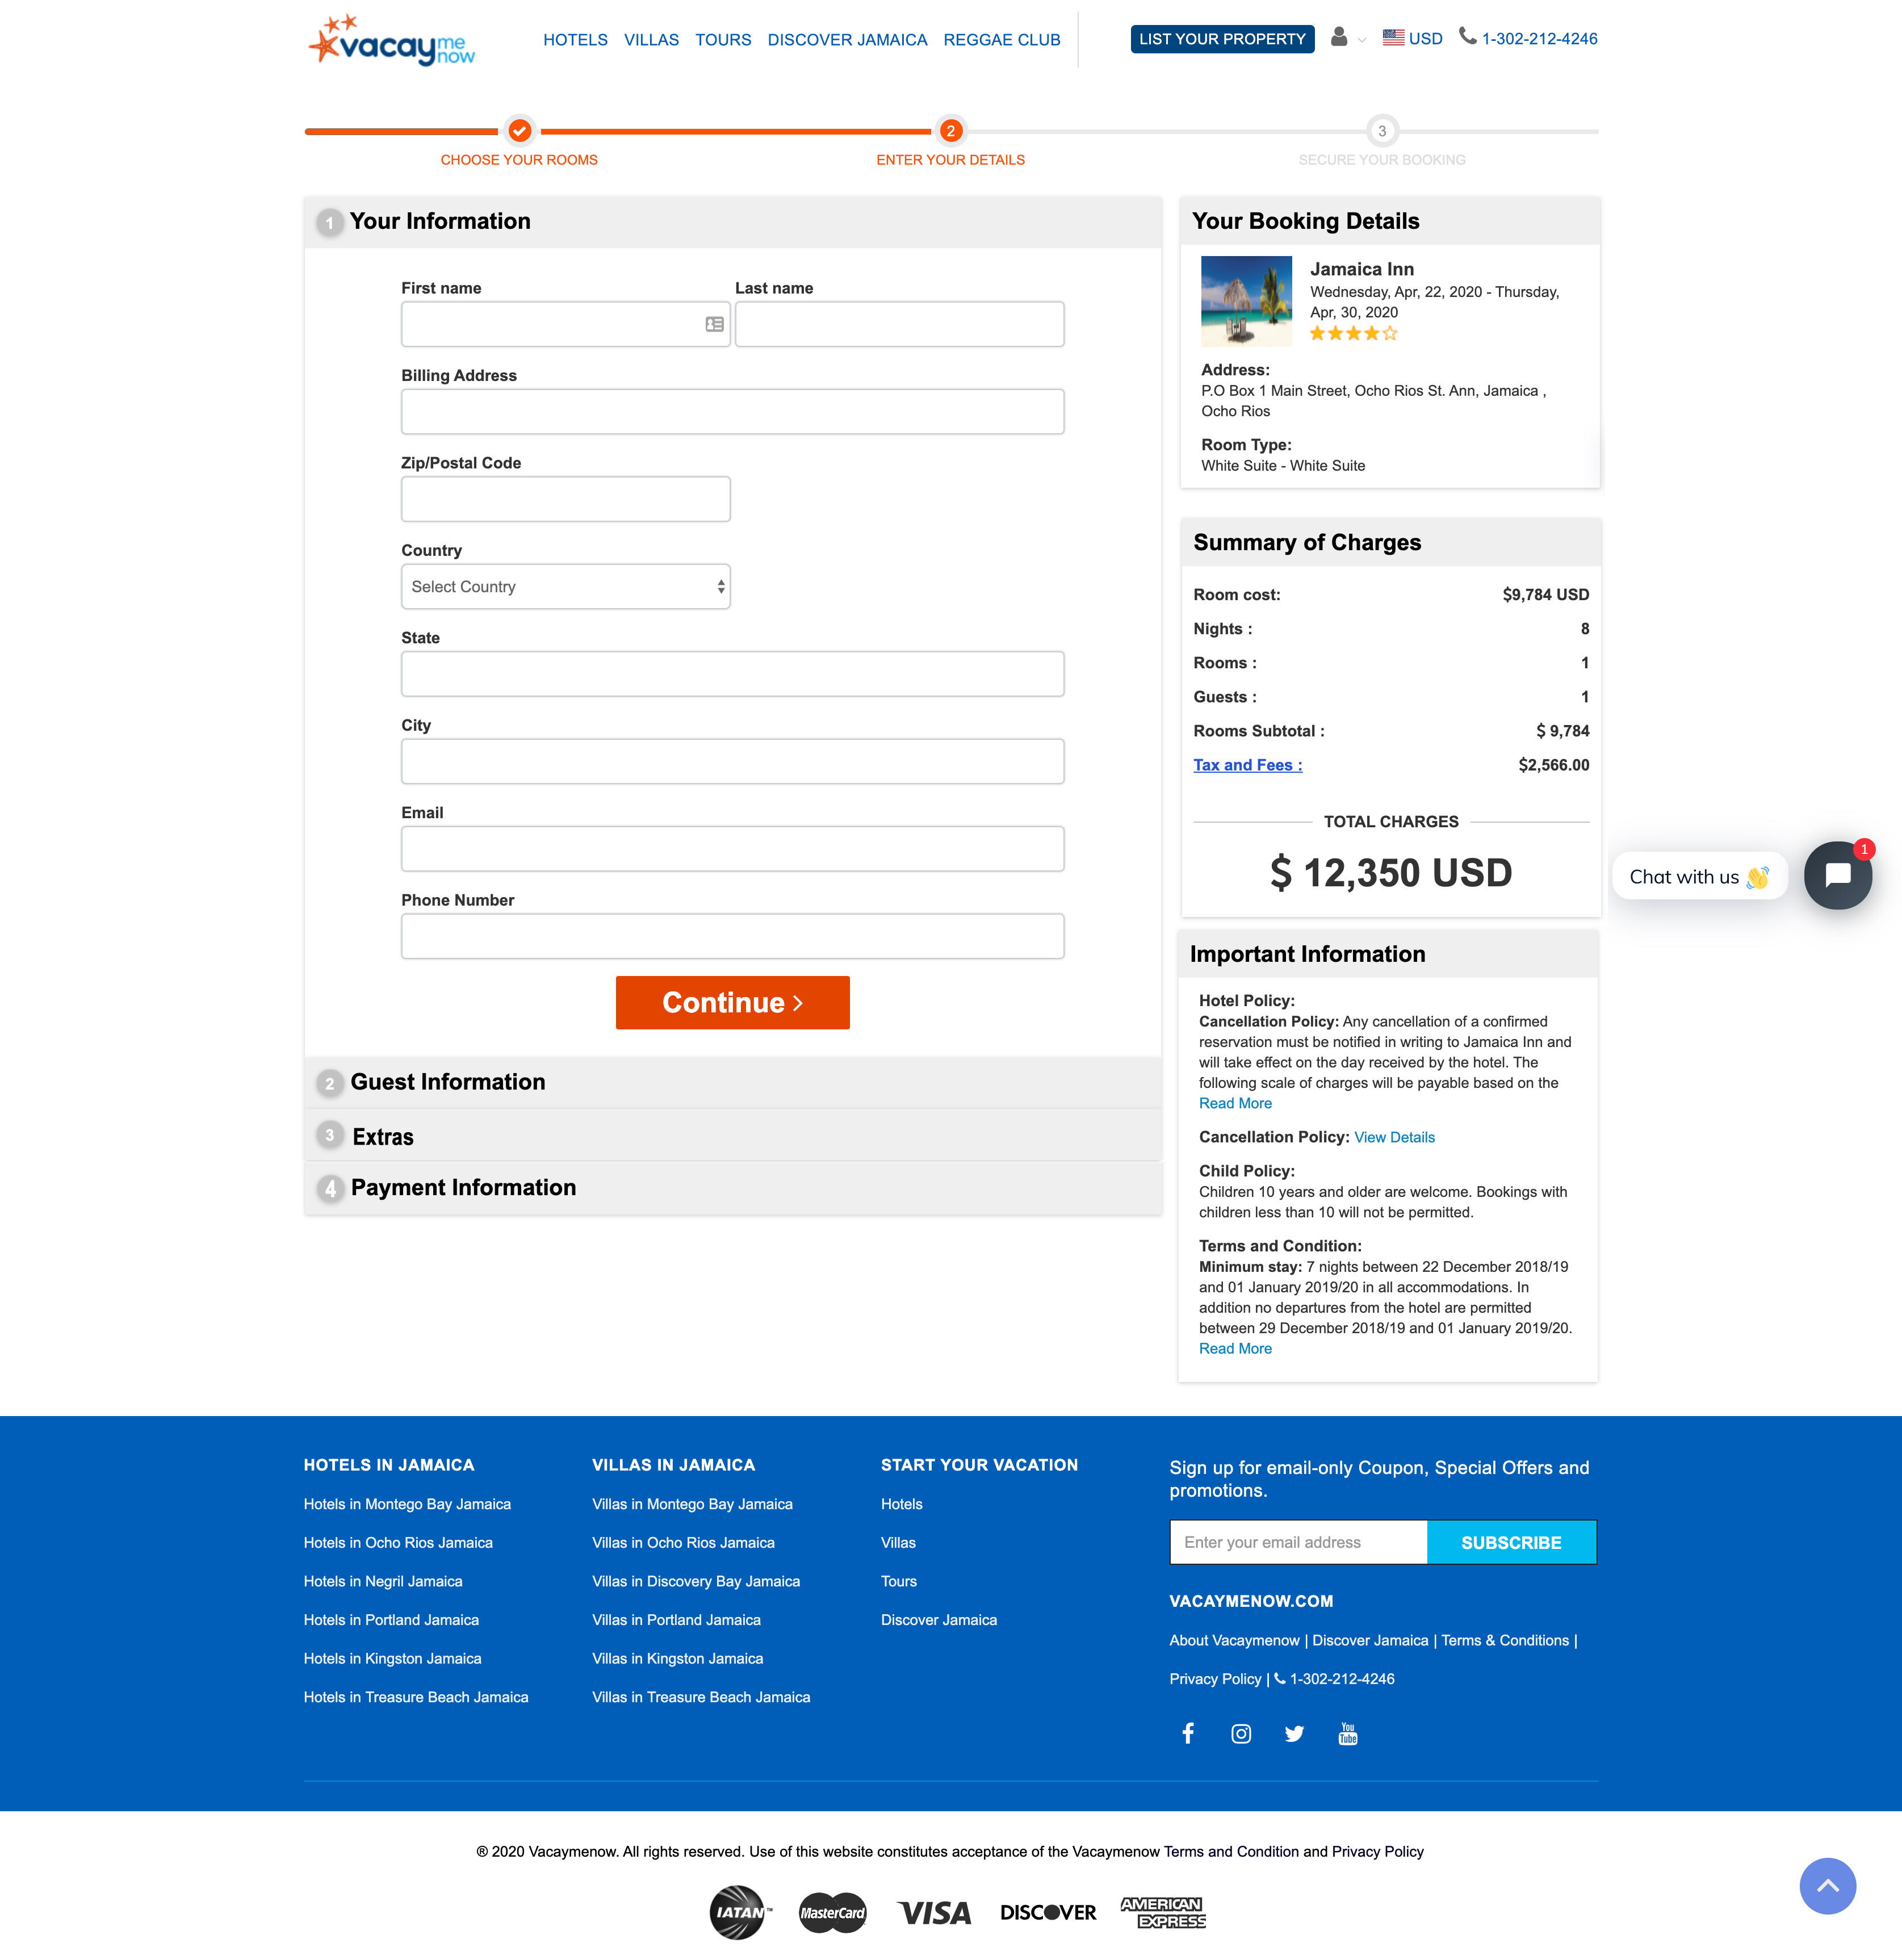 vacay me now
HOTELS VILLAS TOURS DISCOVER JAMAICA REGGAE CLUB
LIST YOUR PROPERTY
USD
1-302-212-4246
2
3
CHOOSE YOUR ROOMS
ENTER YOUR DETAILS
SECURE YOUR BOOKING
1 Your Information
First name
Last name
Billing Address
Zip/Postal Code
Country
Select Country
State
City
Email
Phone Number
Continue
2 Guest Information
3 Extras
4 Payment Information
Your Booking Details
Jamaica Inn
Wednesday, Apr, 22, 2020 - Thursday,
Apr, 30, 2020
Address:
P.O Box 1 Main Street, Ocho Rios St. Ann, Jamaica ,
Ocho Rios
Room Type:
White Suite - White Suite
Summary of Charges
Room cost: $9,784 USD
Nights : 8
Rooms : 1
Guests : 1
Rooms Subtotal : $ 9,784
Tax and Fees : $2,566.00
TOTAL CHARGES
$ 12,350 USD
Chat with us
1
Important Information
Hotel Policy:
Cancellation Policy: Any cancellation of a confirmed
reservation must be notified in writing to Jamaica Inn and
will take effect on the day received by the hotel. The
following scale of charges will be payable based on the
Read More
Cancellation Policy: View Details
Child Policy:
Children 10 years and older are welcome. Bookings with
children less than 10 will not be permitted.
Terms and Condition:
Minimum stay: 7 nights between 22 December 2018/19
and 01 January 2019/20 in all accommodations. In
addition no departures from the hotel are permitted
between 29 December 2018/19 and 01 January 2019/20.
Read More
HOTELS IN JAMAICA
Hotels in Montego Bay Jamaica
Hotels in Ocho Rios Jamaica
Hotels in Negril Jamaica
Hotels in Portland Jamaica
Hotels in Kingston Jamaica
Hotels in Treasure Beach Jamaica
VILLAS IN JAMAICA
Villas in Montego Bay Jamaica
Villas in Ocho Rios Jamaica
Villas in Discovery Bay Jamaica
Villas in Portland Jamaica
Villas in Kingston Jamaica
Villas in Treasure Beach Jamaica
START YOUR VACATION
Hotels
Villas
Tours
Discover Jamaica
Sign up for email-only Coupon, Special Offers and
promotions.
Enter your email address
SUBSCRIBE
VACAYMENOW.COM
About Vacaymenow | Discover Jamaica | Terms & Conditions |
Privacy Policy | 1-302-212-4246
You Tube
® 2020 Vacaymenow. All rights reserved. Use of this website constitutes acceptance of the Vacaymenow Terms and Condition and Privacy Policy
IATAN™ MasterCard VISA DISCOVER AMERICAN EXPRESS